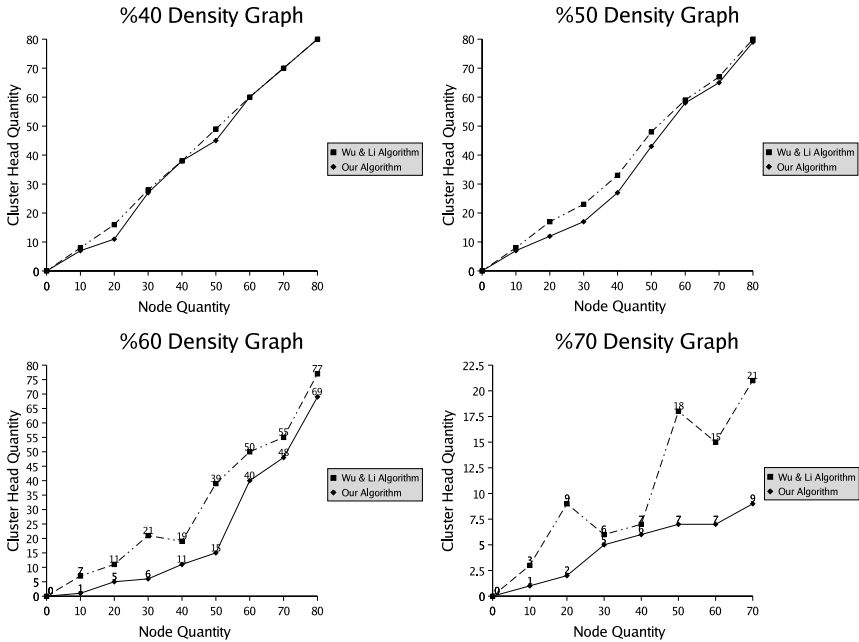 %40 Density Graph
80
70
60
50
40
30
20
10
0
Cluster Head Quantity
0 10 20 30 40 50 60 70 80
Node Quantity
Wu & Li Algorithm
Our Algorithm
%50 Density Graph
80
70
60
50
40
30
20
10
0
Cluster Head Quantity
0 10 20 30 40 50 60 70 80
Node Quantity
Wu & Li Algorithm
Our Algorithm
%60 Density Graph
80
75
70
65
60
55
50
45
40
35
30
25
20
15
10
5
0
Cluster Head Quantity
0 7 11 21 19 39 50 55 77
0 1 5 6 11 15 40 48 69
0 10 20 30 40 50 60 70 80
Node Quantity
Wu & Li Algorithm
Our Algorithm
%70 Density Graph
22.5
20
17.5
15
12.5
10
7.5
5
2.5
0
Cluster Head Quantity
0 3 9 6 7 18 15 21
0 1 2 5 6 7 7 9
0 10 20 30 40 50 60 70
Node Quantity
Wu & Li Algorithm
Our Algorithm